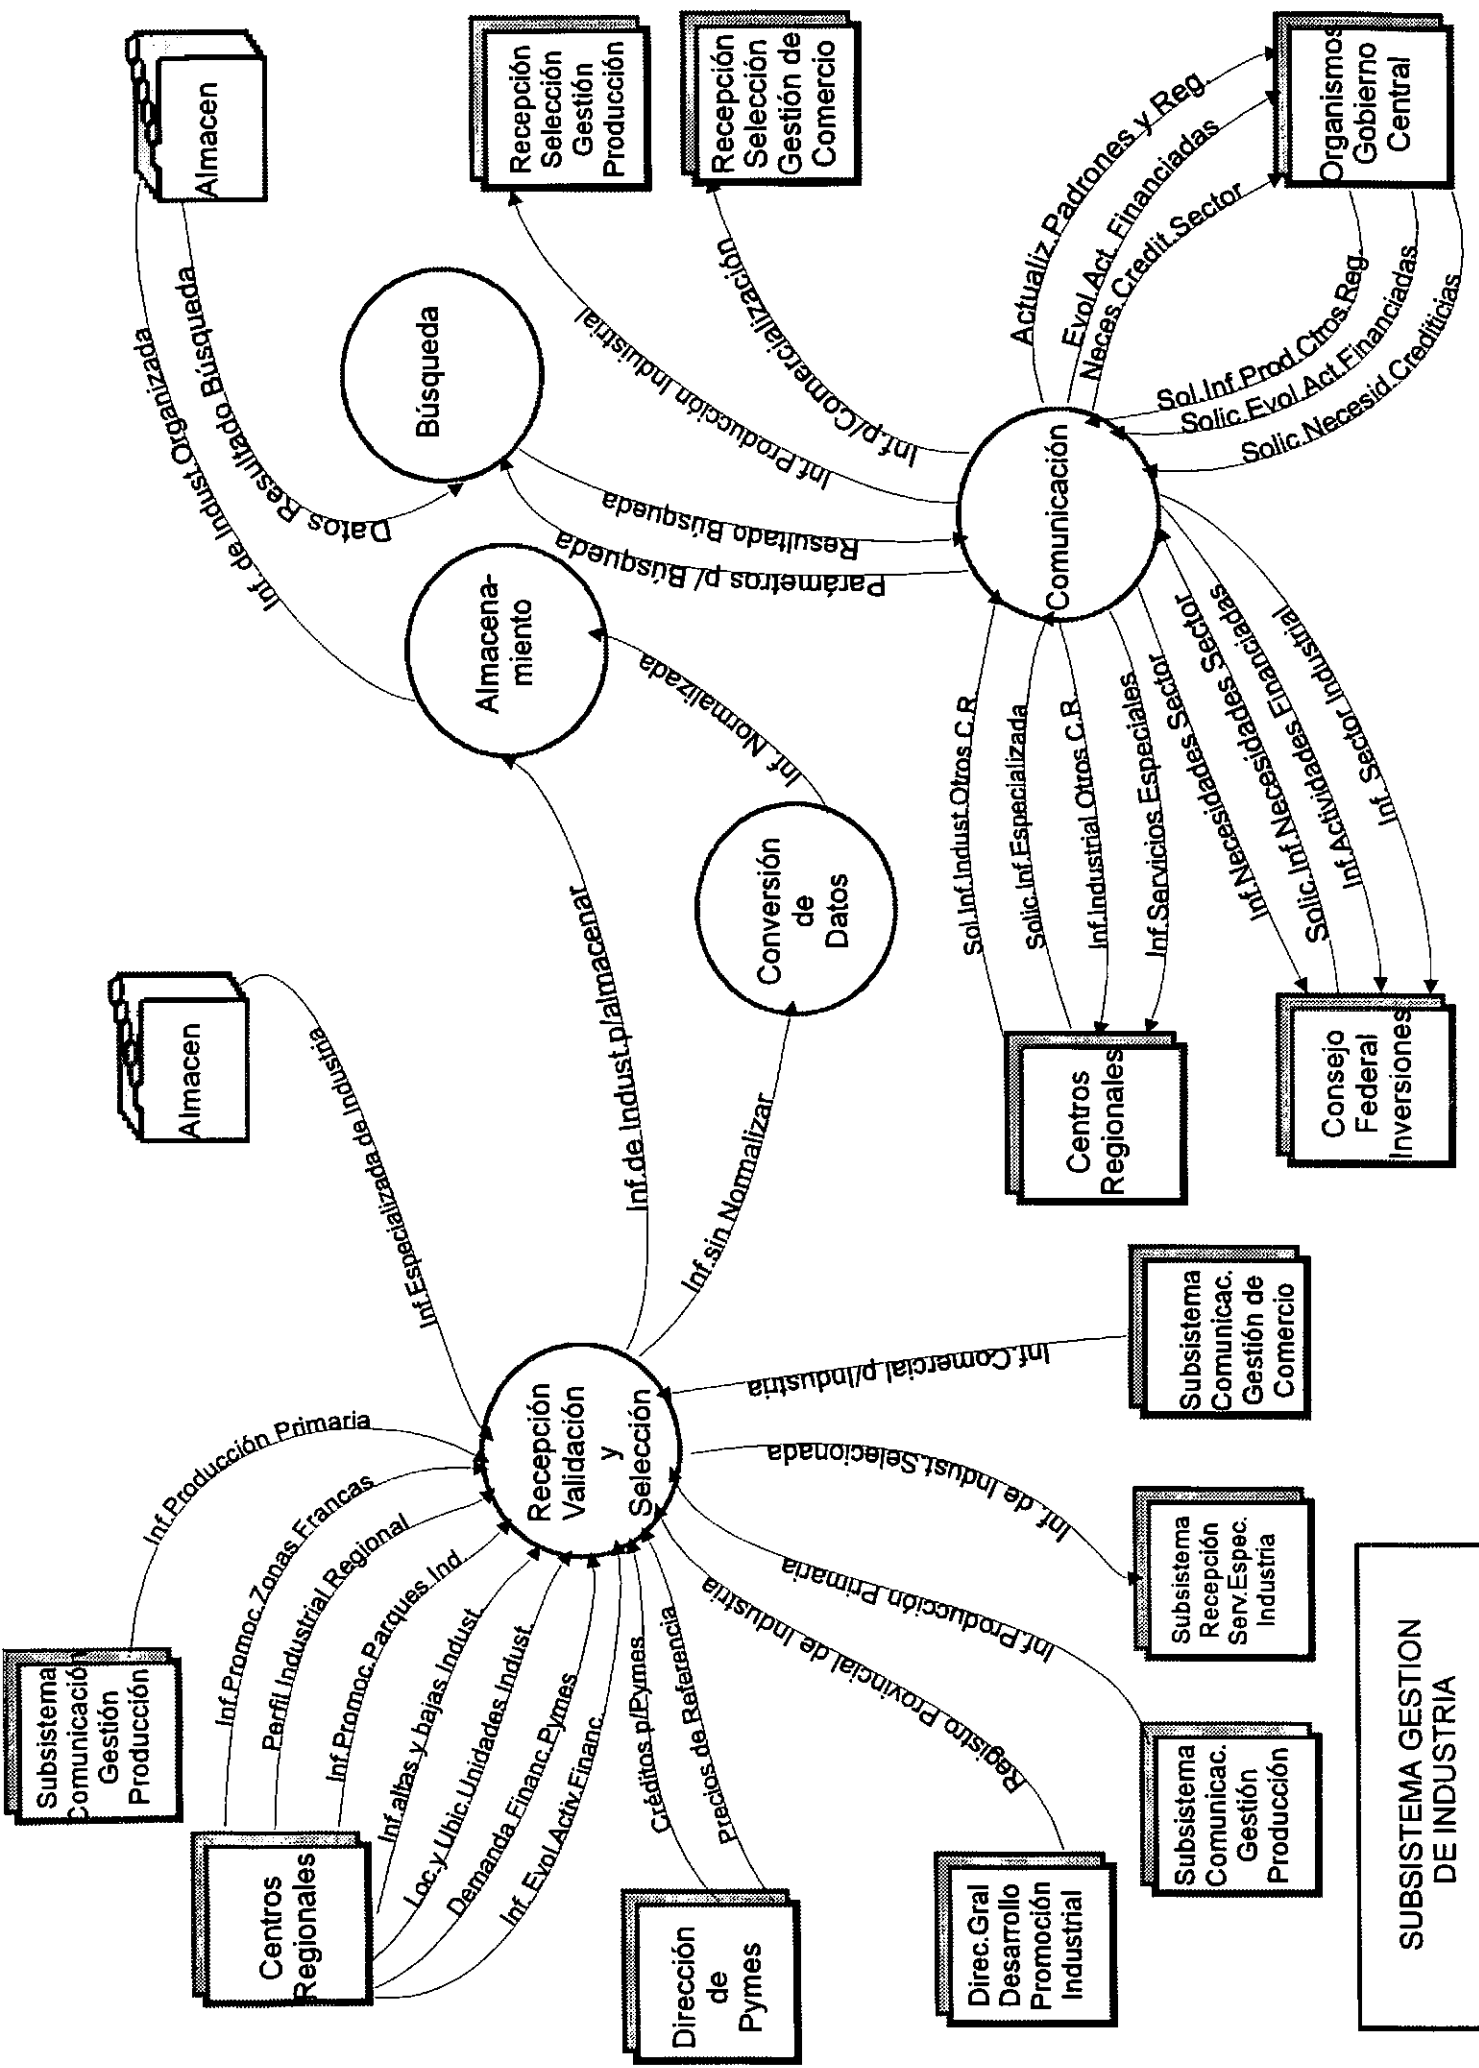 Subsistema
Comunicació
Gestión
Producción
Inf.Producción Primaria
Centros
Regionales
Inf.Promoc.Zonas Francas
Perfil Industrial Regional
Inf.Promoc.Parques.Ind.
Inf.altas y bajas Indust.
Loc.y Ubic.Unidades Indust.
Demanda Financ.Pymes
Inf. Evol.Activ.Financ.
Dirección
de
Pymes
Créditos p/Pymes
Precios de Referencia
Direc.Gral
Desarrollo
Promoción
Industrial
Registro Provincial de Industria
Subsistema
Comunicac.
Gestión
Producción
Inf.Producción Primaria
Subsistema
Recepción
Serv.Espec.
Industria
Inf. de Indust.Selecionada
Subsistema
Comunicac.
Gestión de
Comercio
Inf.Comercial p/Industria
Recepción
Validación
y
Selección
Almacen
Inf.Especializada de Industria
Inf.de Indust.p/almacenar
Inf.sin Normalizar
Conversión
de
Datos
Inf. Normalizada
Almacena-
miento
Inf. de Indust.Organizada
Almacen
Datos Resultado Búsqueda
Búsqueda
Resultado Búsqueda
Parámetros p/ Búsqueda
Comunicación
Inf.Producción Industrial
Recepción
Selección
Gestión
Producción
Inf.p/Comercialización
Recepción
Selección
Gestión de
Comercio
Actualiz.Padrones y Reg.
Evol.Act. Financiadas
Neces.Credit.Sector
Organismos
Gobierno
Central
Sol.Inf.Prod.Ctros.Reg.
Solic.Evol.Act.Financiadas
Solic.Necesid.Crediticias
Centros
Regionales
Sol.Inf.Indust.Otros C.R.
Solic.Inf.Especializada
Inf.Industrial Otros C.R.
Inf.Servicios Especiales
Consejo
Federal
Inversiones
Inf.Necesidades Sector
Solic.Inf.Necesidades Sector
Inf.Actividades Financiadas
Inf. Sector Industrial
SUBSISTEMA GESTION
DE INDUSTRIA